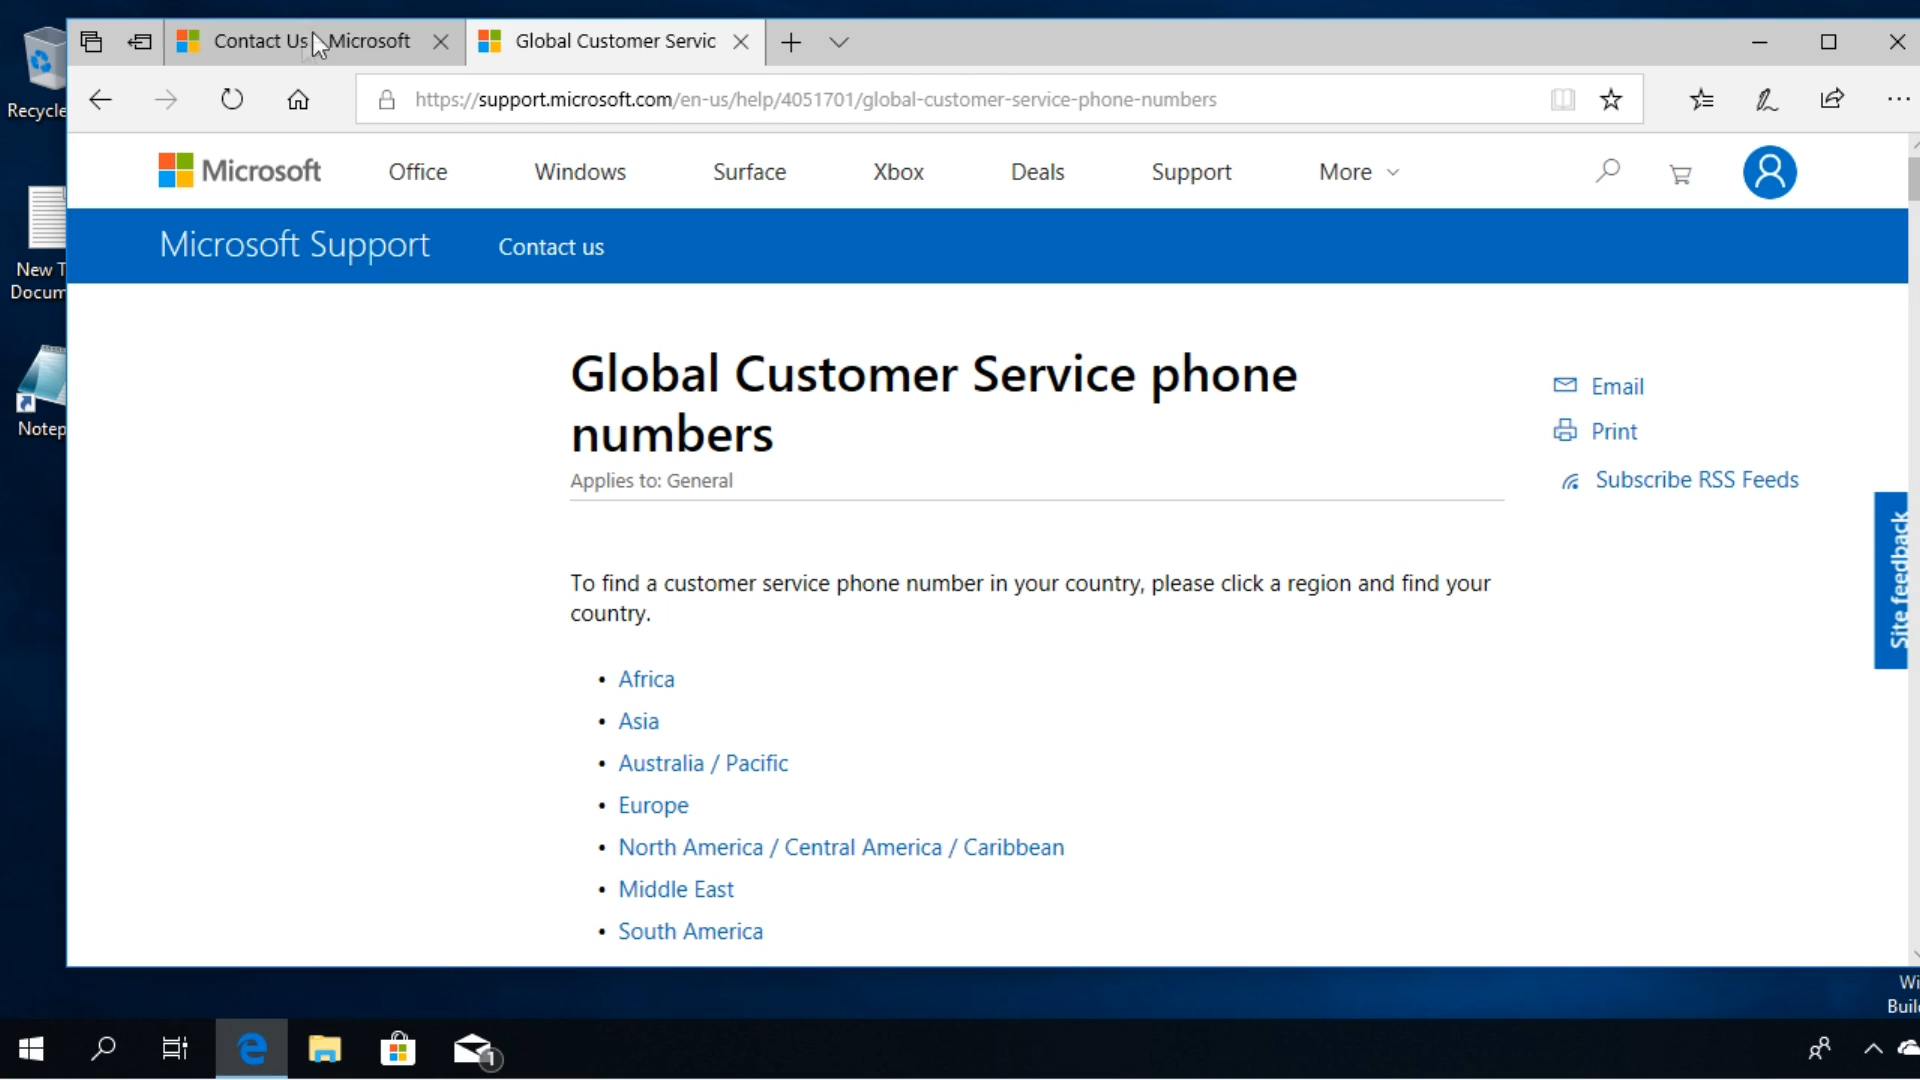 Contact Us Microsoft
Global Customer Servic
https://support.microsoft.com/en-us/help/4051701/global-customer-service-phone-numbers
Recycle
New T
Docum
Notep
Microsoft
Office
Windows
Surface
Xbox
Deals
Support
More
Microsoft Support
Contact us
Global Customer Service phone
numbers
Applies to: General
Email
Print
Subscribe RSS Feeds
Site feedback
To find a customer service phone number in your country, please click a region and find your
country.
• Africa
• Asia
• Australia / Pacific
• Europe
• North America / Central America / Caribbean
• Middle East
• South America
Wi
Buil
1